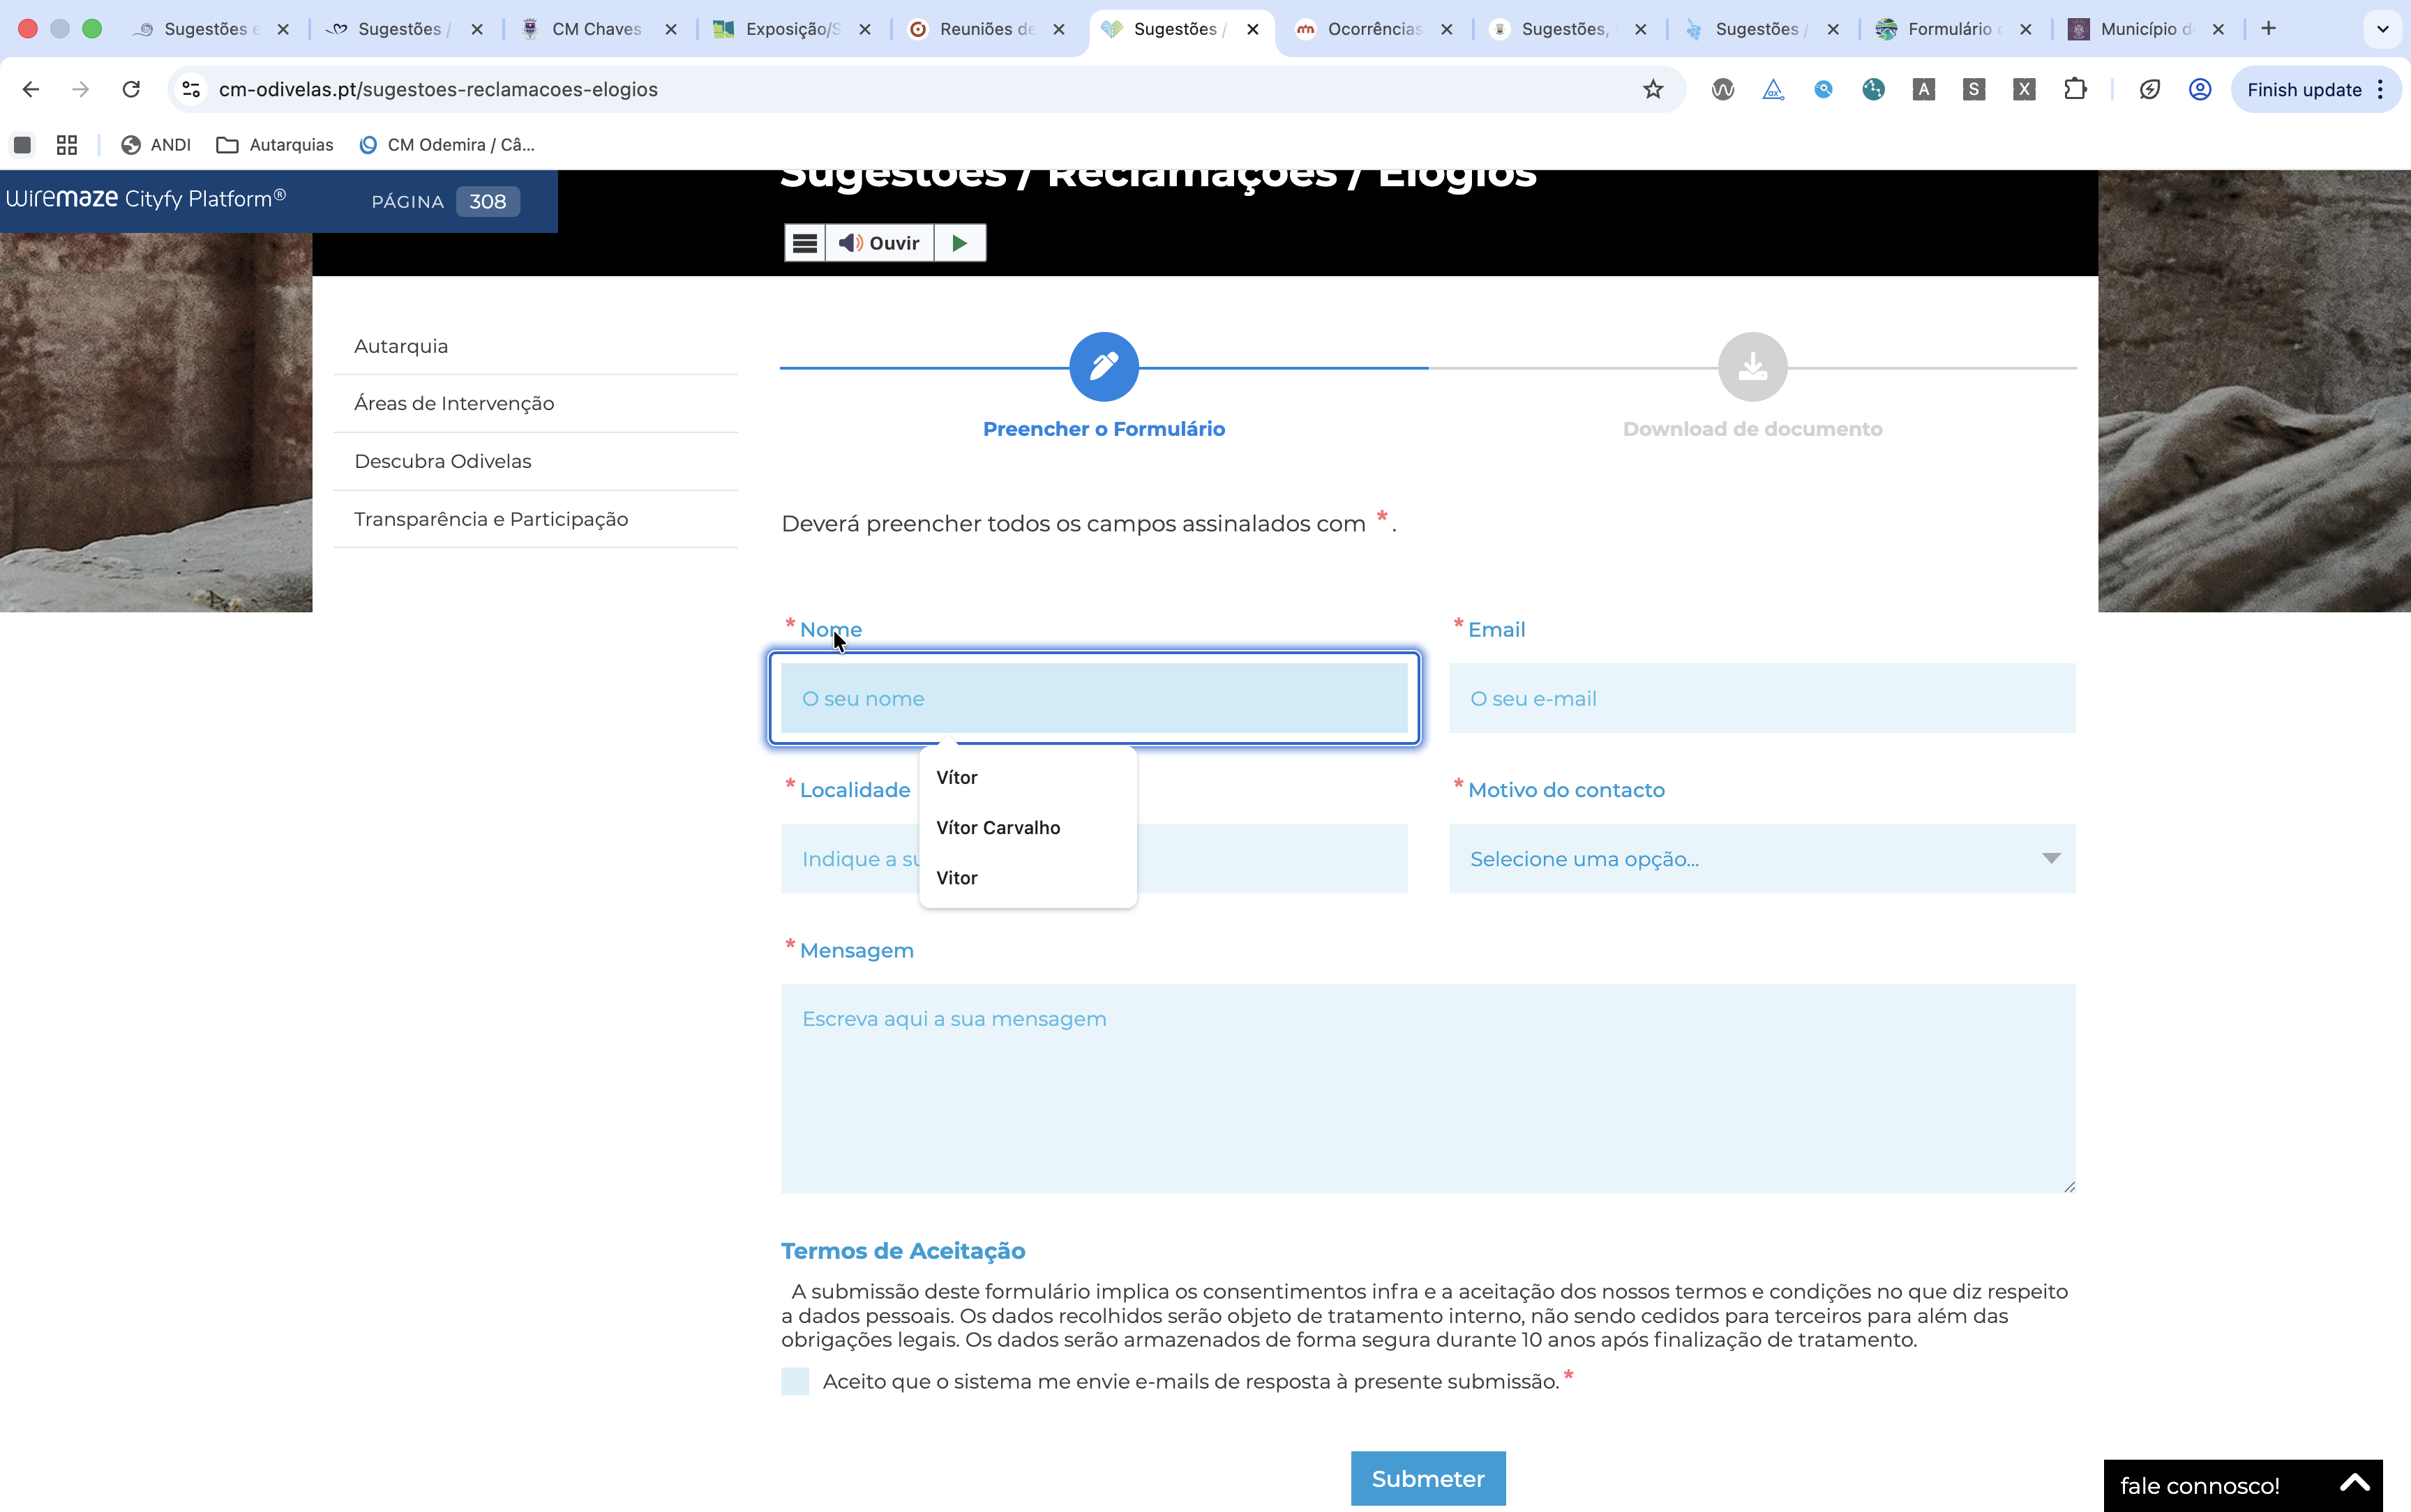 Sugestões e
Sugestões /
CM Chaves
Exposição/S
Reuniões de
Sugestões /
Ocorrências
Sugestões,
Sugestões /
Formulário
Município d
cm-odivelas.pt/sugestoes-reclamacoes-elogios
Finish update
ANDI
Autarquias
CM Odemira / Câ...
wiremaze Cityfy Platform®
PÁGINA 308
Sugestões / Reclamações / Elogios
Ouvir
Autarquia
Áreas de Intervenção
Descubra Odivelas
Transparência e Participação
Preencher o Formulário
Download de documento
Deverá preencher todos os campos assinalados com *.
* Nome
O seu nome
* Email
O seu e-mail
Vítor
Vítor Carvalho
Vitor
* Localidade
Indique a su
* Motivo do contacto
Selecione uma opção...
* Mensagem
Escreva aqui a sua mensagem
Termos de Aceitação
A submissão deste formulário implica os consentimentos infra e a aceitação dos nossos termos e condições no que diz respeito
a dados pessoais. Os dados recolhidos serão objeto de tratamento interno, não sendo cedidos para terceiros para além das
obrigações legais. Os dados serão armazenados de forma segura durante 10 anos após finalização de tratamento.
Aceito que o sistema me envie e-mails de resposta à presente submissão. *
Submeter
fale connosco!